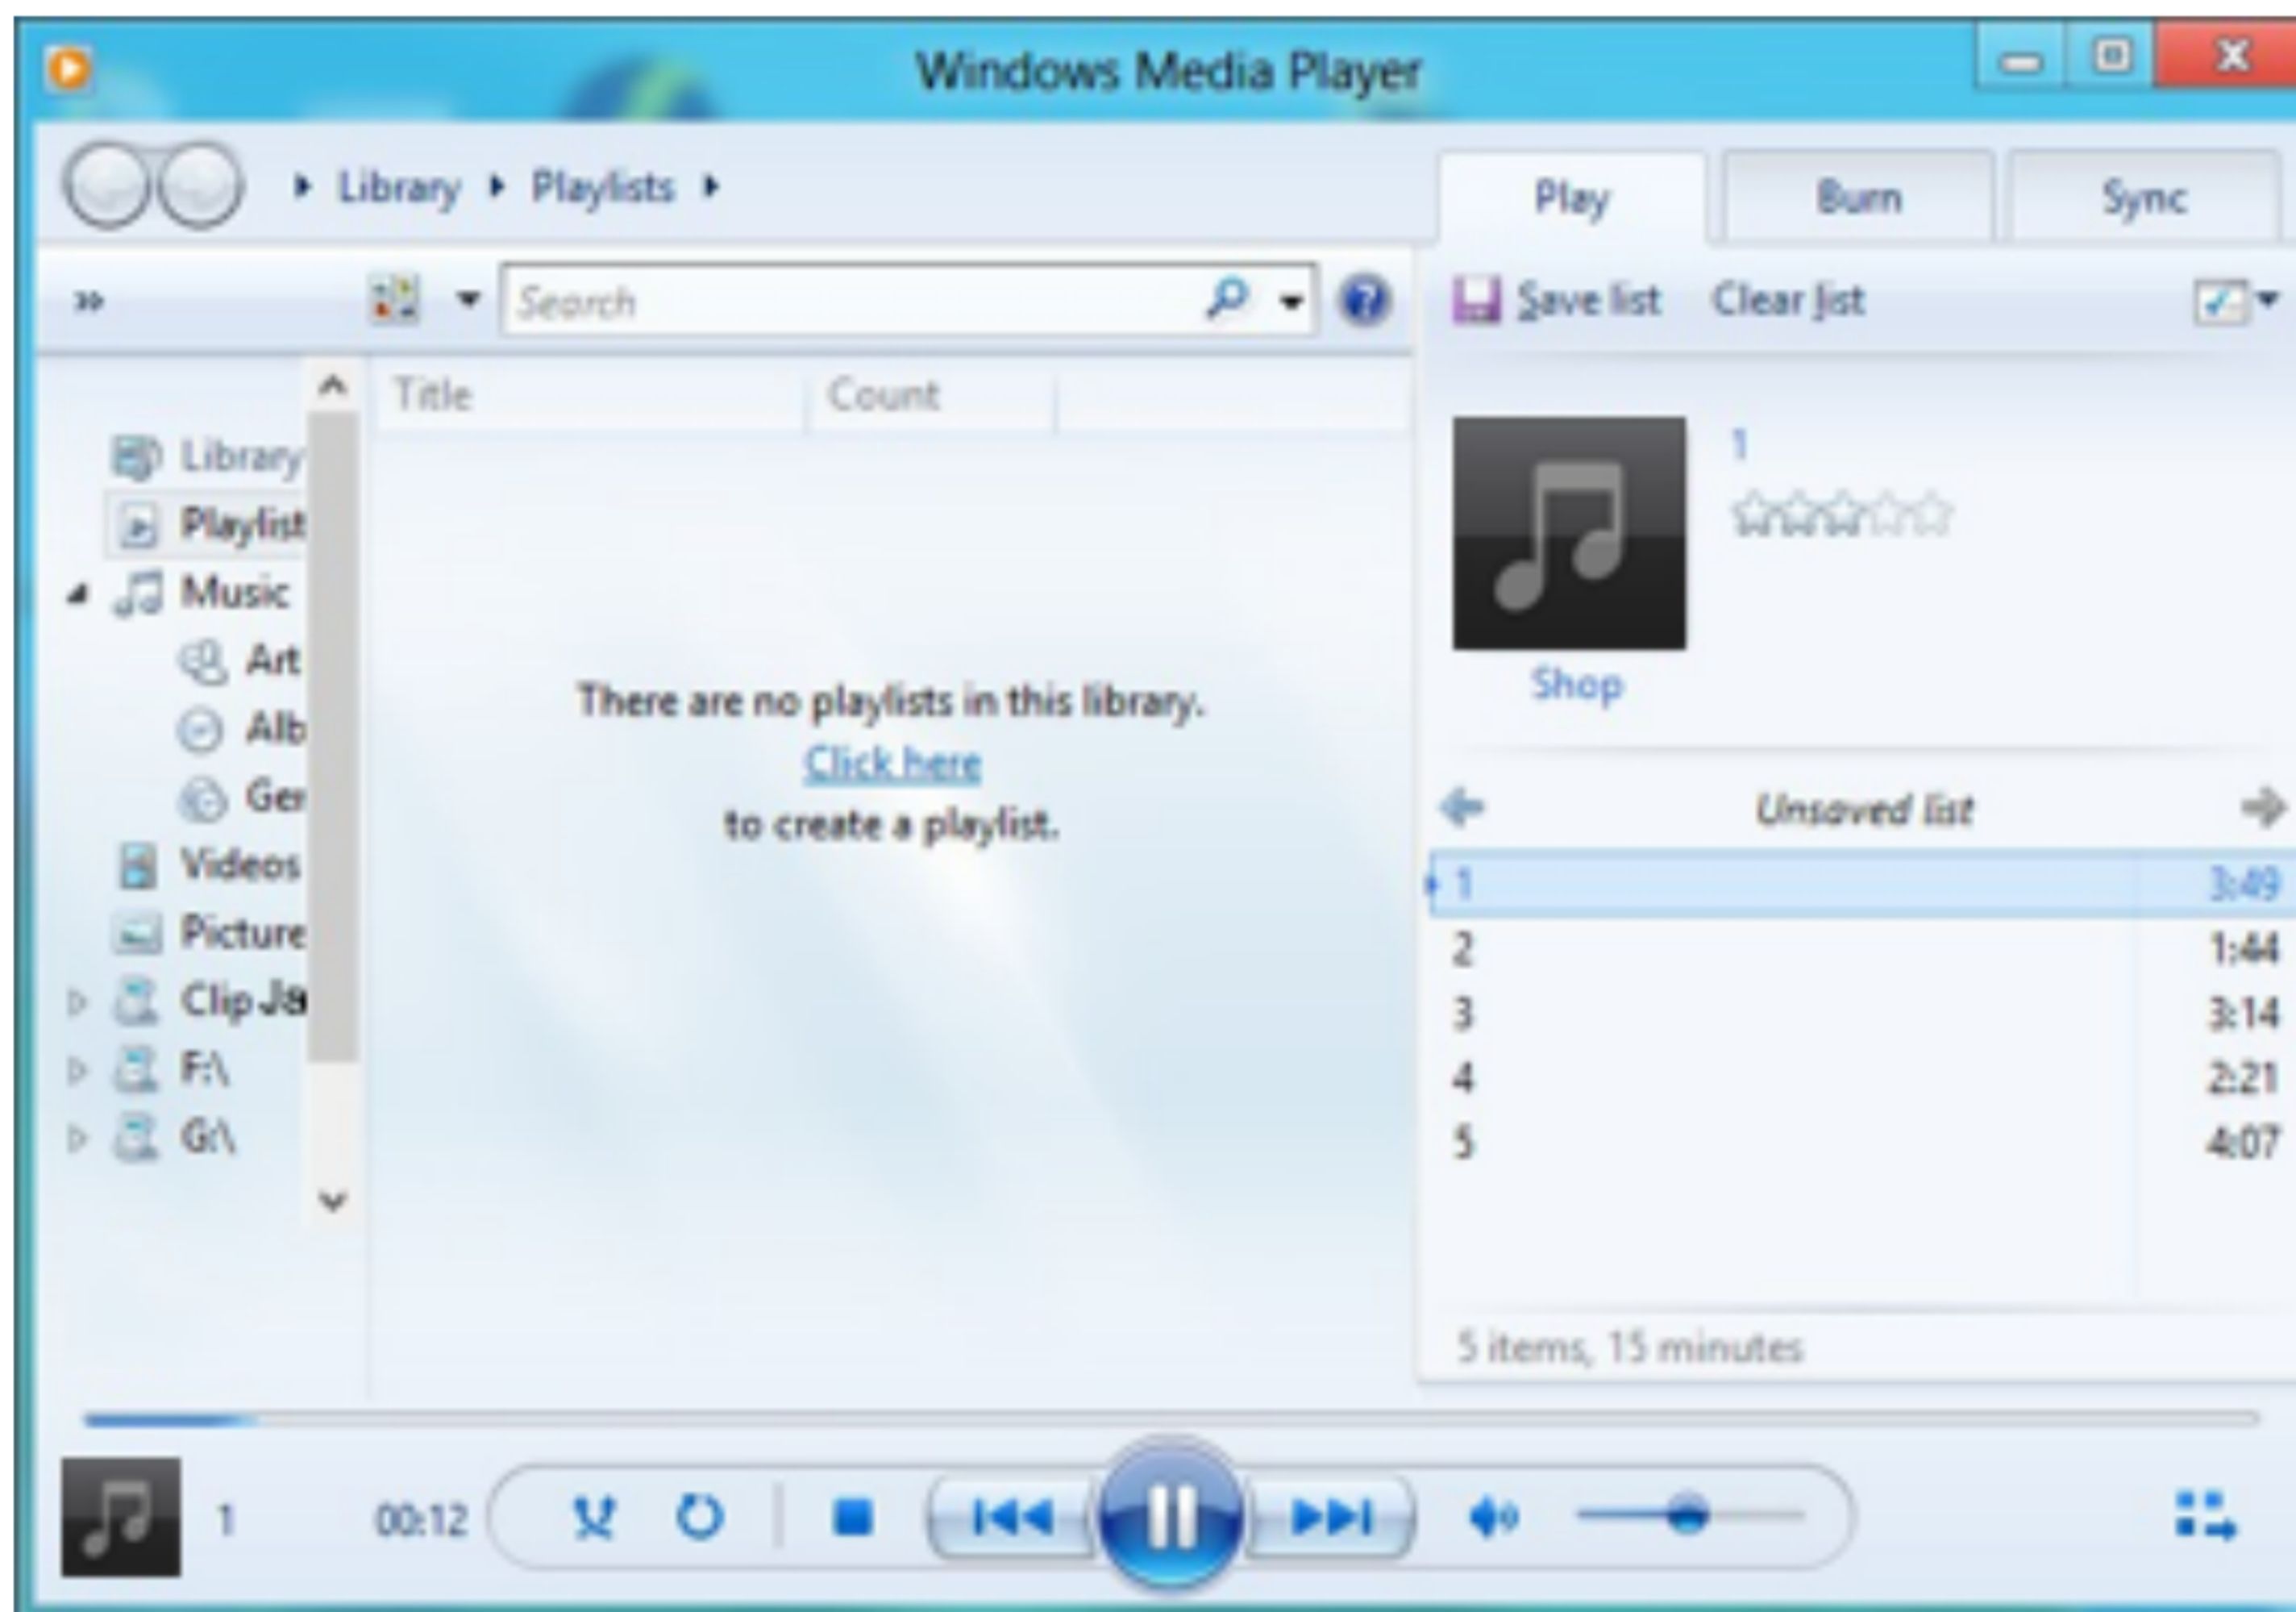 Windows Media Player
Library Playlists
Play Burn Sync
Search
Save list Clear list
Title Count
Library
Playlist
Music
Art
Alb
Ger
Videos
Picture
Clip Ja
F:\
G:\
There are no playlists in this library.
Click here
to create a playlist.
1
Shop
Unsaved list
1 3:49
2 1:44
3 3:14
4 2:21
5 4:07
5 items, 15 minutes
1 00:12